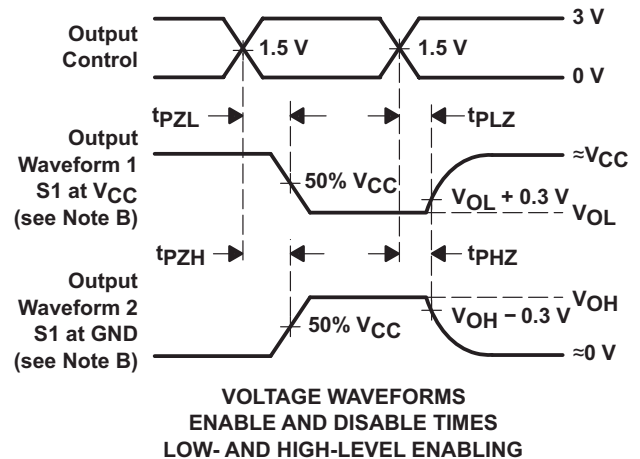 Output
Control
1.5 V
1.5 V
3 V
0 V
tPZL
tPLZ
Output
Waveform 1
S1 at VCC
(see Note B)
50% VCC
VOL + 0.3 V
≈VCC
VOL
tPZH
tPHZ
Output
Waveform 2
S1 at GND
(see Note B)
50% VCC
VOH − 0.3 V
VOH
≈0 V
VOLTAGE WAVEFORMS
ENABLE AND DISABLE TIMES
LOW- AND HIGH-LEVEL ENABLING